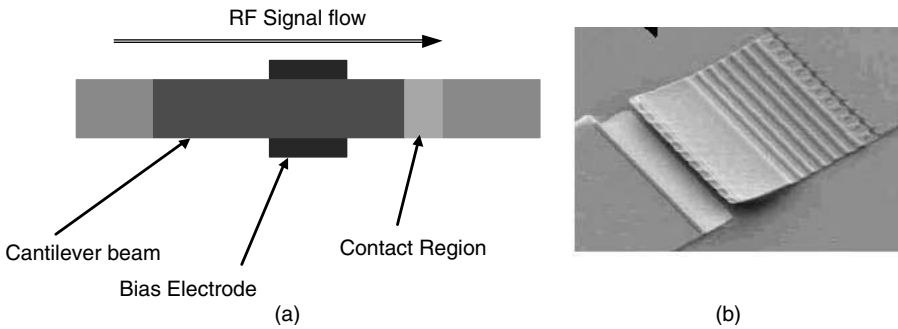 RF Signal flow
Cantilever beam
Contact Region
Bias Electrode
(a)
(b)